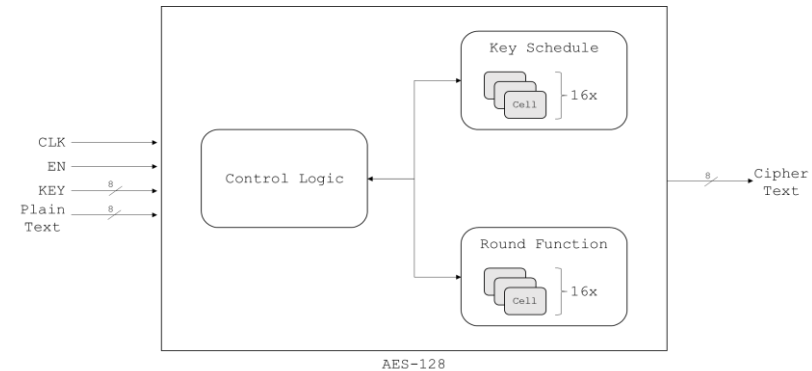 Key Schedule
Cell
16x
CLK
EN
KEY
8
Plain
Text
8
Control Logic
8
Cipher
Text
Round Function
Cell
16x
AES-128